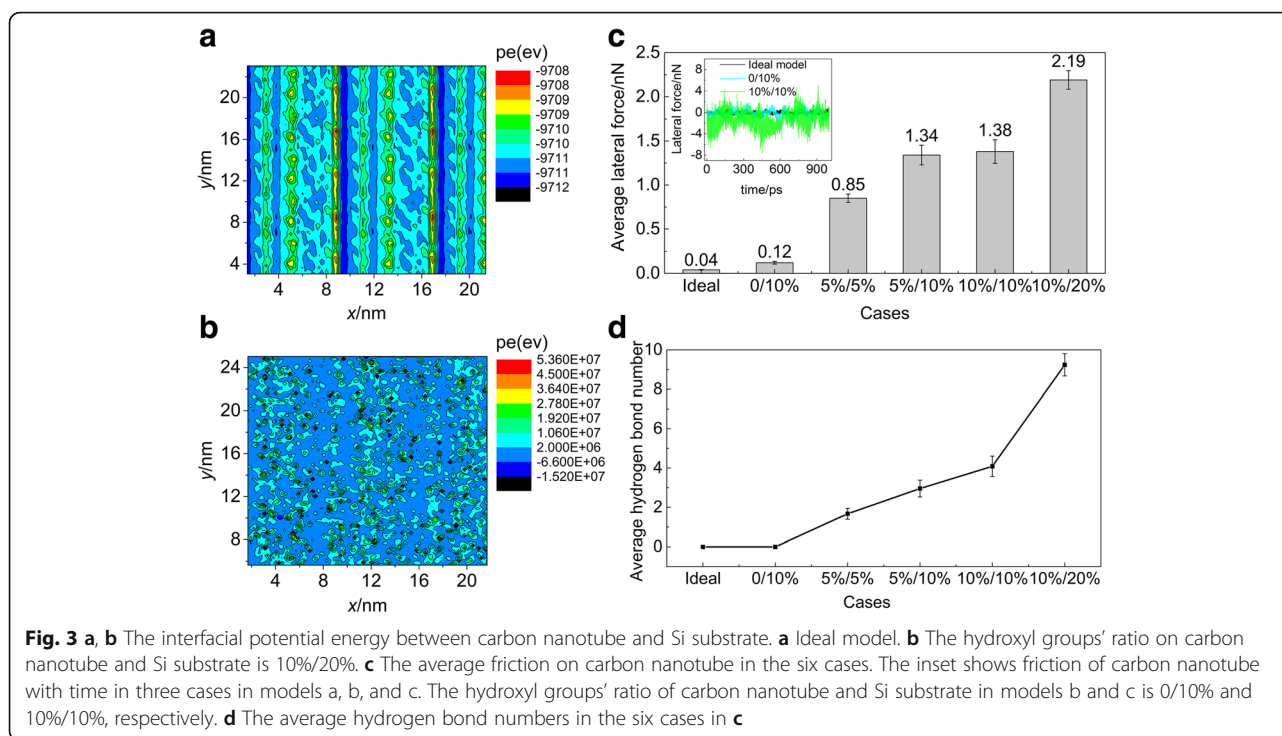 a
pe(ev)
-9708
-9708
-9709
-9709
-9710
-9710
-9711
-9711
-9712
20
16
12
8
4
y/nm
4 8 12 16 20
x/nm
b
pe(ev)
5.360E+07
4.500E+07
3.640E+07
2.780E+07
1.920E+07
1.060E+07
2.000E+06
-6.600E+06
-1.520E+07
24
20
16
12
8
y/nm
4 8 12 16 20
x/nm
c
2.5
2.0
1.5
1.0
0.5
0.0
Average lateral force/nN
8
4
0
-4
-8
Lateral force/nN
Ideal model
0/10%
10%/10%
0 300 600 900
time/ps
0.04 0.12 0.85 1.34 1.38 2.19
Ideal 0/10% 5%/5% 5%/10% 10%/10% 10%/20%
Cases
d
10
8
6
4
2
0
Average hydrogen bond number
Ideal 0/10% 5%/5% 5%/10% 10%/10% 10%/20%
Cases
Fig. 3 a, b The interfacial potential energy between carbon nanotube and Si substrate. a Ideal model. b The hydroxyl groups’ ratio on carbon
nanotube and Si substrate is 10%/20%. c The average friction on carbon nanotube in the six cases. The inset shows friction of carbon nanotube
with time in three cases in models a, b, and c. The hydroxyl groups’ ratio of carbon nanotube and Si substrate in models b and c is 0/10% and
10%/10%, respectively. d The average hydrogen bond numbers in the six cases in c